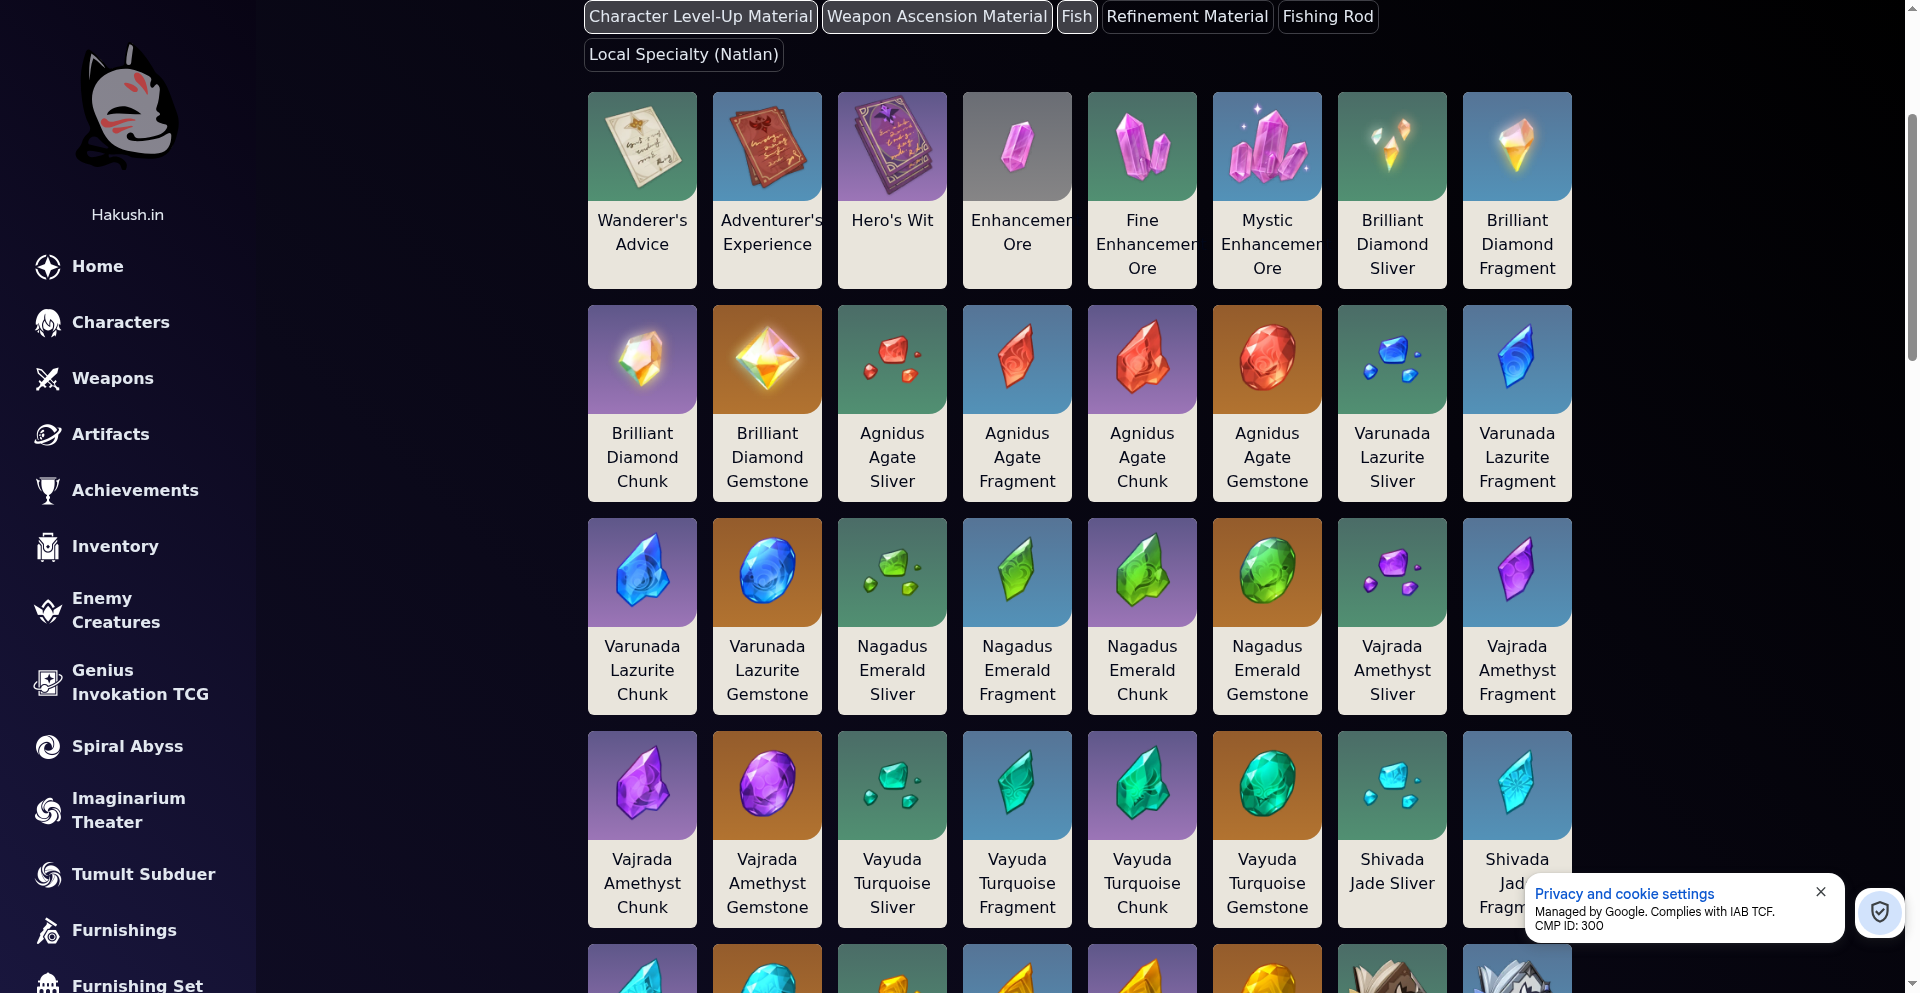 Character Level-Up Material
Weapon Ascension Material
Fish
Refinement Material
Fishing Rod
Local Specialty (Natlan)
Hakush.in
Home
Characters
Weapons
Artifacts
Achievements
Inventory
Enemy
Creatures
Genius
Invokation TCG
Spiral Abyss
Imaginarium
Theater
Tumult Subduer
Furnishings
Furnishing Set
Wanderer's
Advice
Adventurer's
Experience
Hero's Wit
Enhancemen
Ore
Fine
Enhancemen
Ore
Mystic
Enhancemen
Ore
Brilliant
Diamond
Sliver
Brilliant
Diamond
Fragment
Brilliant
Diamond
Chunk
Brilliant
Diamond
Gemstone
Agnidus
Agate
Sliver
Agnidus
Agate
Fragment
Agnidus
Agate
Chunk
Agnidus
Agate
Gemstone
Varunada
Lazurite
Sliver
Varunada
Lazurite
Fragment
Varunada
Lazurite
Chunk
Varunada
Lazurite
Gemstone
Nagadus
Emerald
Sliver
Nagadus
Emerald
Fragment
Nagadus
Emerald
Chunk
Nagadus
Emerald
Gemstone
Vajrada
Amethyst
Sliver
Vajrada
Amethyst
Fragment
Vajrada
Amethyst
Chunk
Vajrada
Amethyst
Gemstone
Vayuda
Turquoise
Sliver
Vayuda
Turquoise
Fragment
Vayuda
Turquoise
Chunk
Vayuda
Turquoise
Gemstone
Shivada
Jade Sliver
Shivada
Jade
Fragm
Privacy and cookie settings
Managed by Google. Complies with IAB TCF.
CMP ID: 300